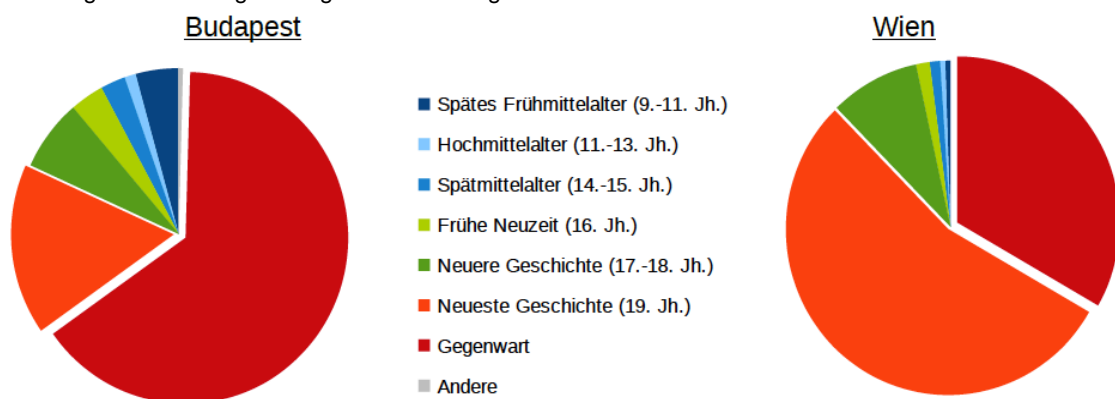 Budapest
Wien
Spätes Frühmittelalter (9.-11. Jh.)
Hochmittelalter (11.-13. Jh.)
Spätmittelalter (14.-15. Jh.)
Frühe Neuzeit (16. Jh.)
Neuere Geschichte (17.-18. Jh.)
Neueste Geschichte (19. Jh.)
Gegenwart
Andere